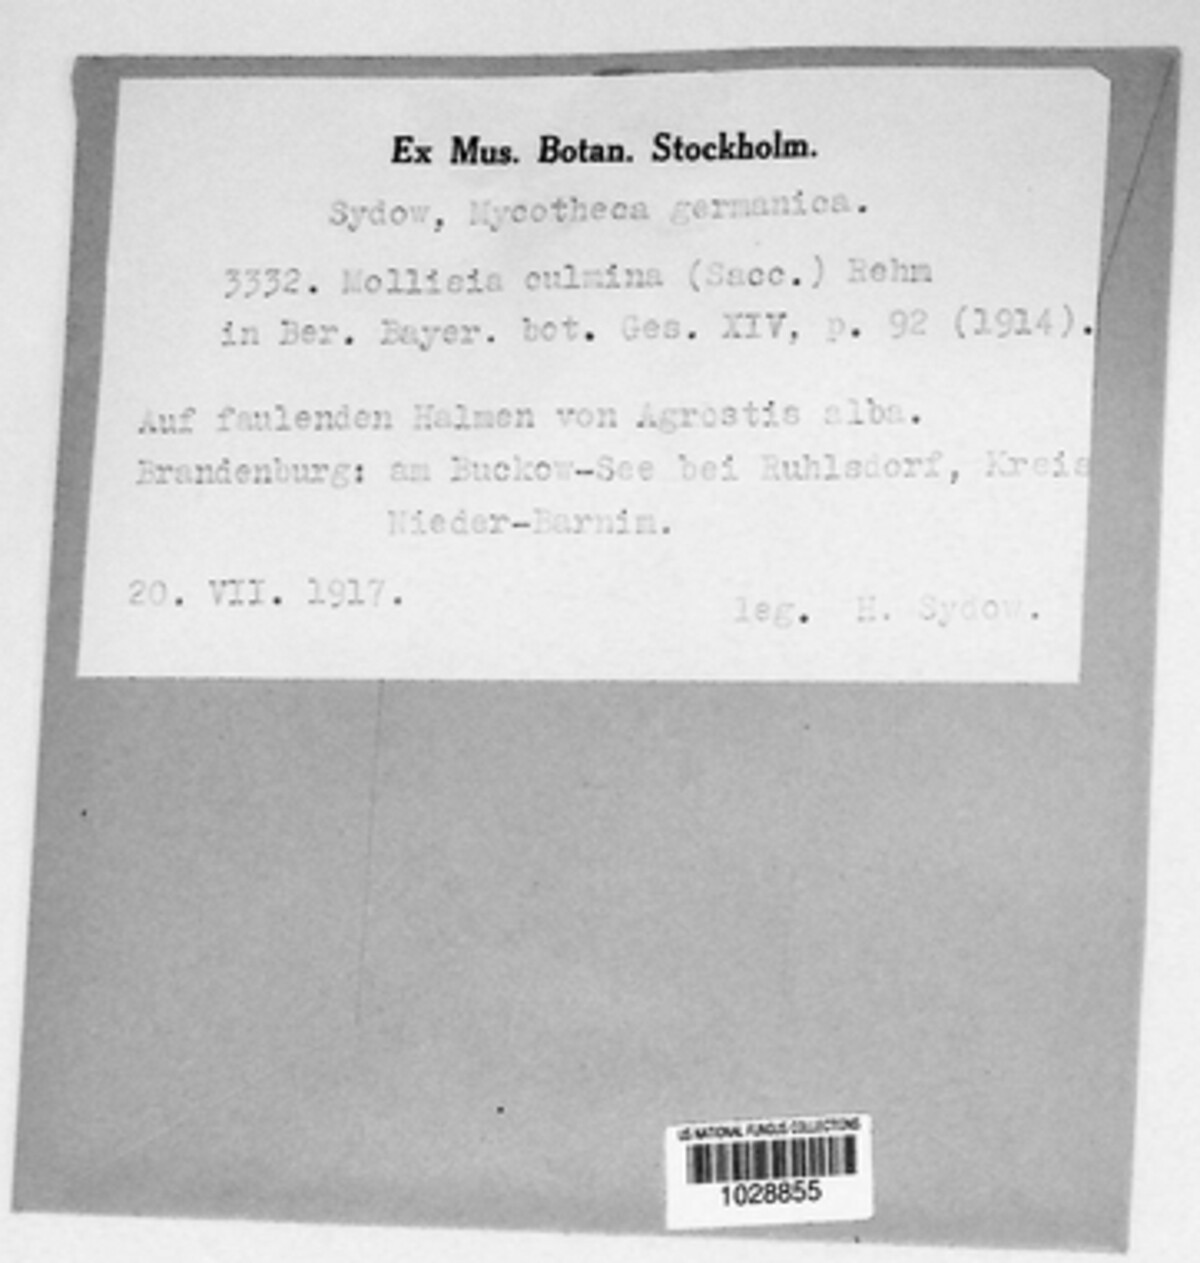 Ex Mus. Botan. Stockholm.
Sydow, Mycotheca germanica.
3332. Mollisia culmina (Sacc.) Rehm
in Ber. Bayer. bot. Ges. XIV, p. 92 (1914).
Auf faulenden Halmen von Agrostis alba.
Brandenburg: am Buckow-See bei Ruhlsdorf, Kreis
Nieder-Barnim.
20. VII. 1917.
leg. H. Sydow.
US NATIONAL FUNGUS COLLECTIONS
1028855